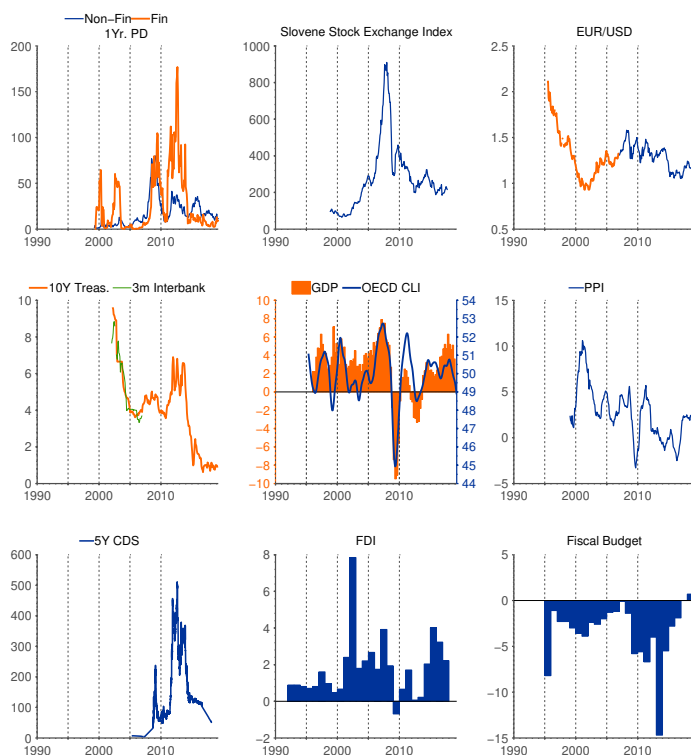 Non−Fin Fin
1Yr. PD
200
150
100
50
0
1990 2000 2010
Slovene Stock Exchange Index
1000
800
600
400
200
0
1990 2000 2010
EUR/USD
2.5
2
1.5
1
0.5
1990 2000 2010
10Y Treas. 3m Interbank
10
8
6
4
2
0
1990 2000 2010
GDP OECD CLI
10 54
8
6 52
4 51
2 50
0 49
−2 48
−4 47
−6 46
−8 45
−10 44
1990 2000 2010
PPI
15
10
5
0
−5
1990 2000 2010
5Y CDS
600
500
400
300
200
100
0
1990 2000 2010
FDI
8
6
4
2
0
−2
1990 2000 2010
Fiscal Budget
5
0
−5
−10
−15
1990 2000 2010